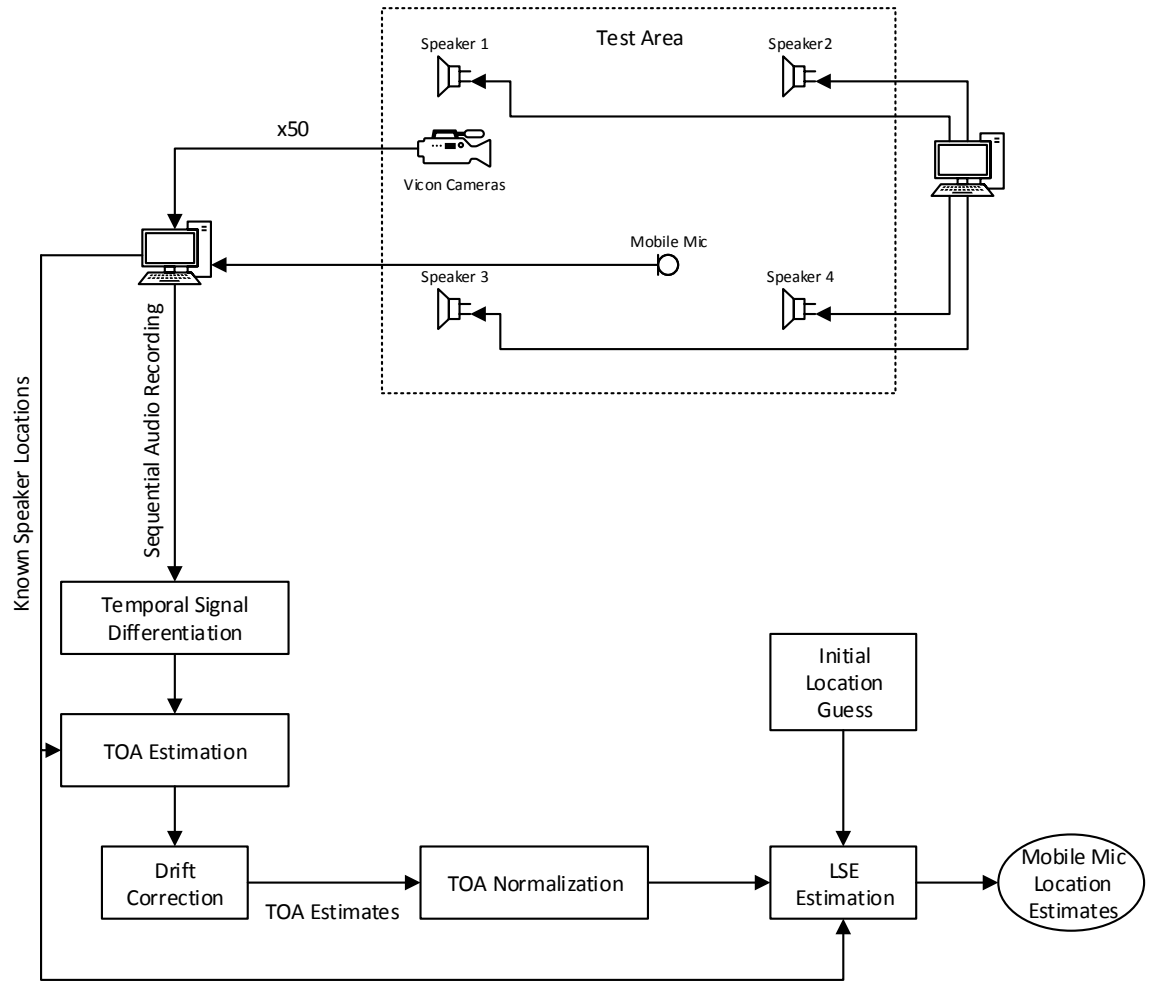 Test Area
Speaker 1
Speaker2
x50
Vicon Cameras
Mobile Mic
Speaker 3
Speaker 4
Known Speaker Locations
Sequential Audio Recording
Temporal Signal
Differentiation
TOA Estimation
Initial
Location
Guess
Drift
Correction
TOA Estimates
TOA Normalization
LSE
Estimation
Mobile Mic
Location
Estimates